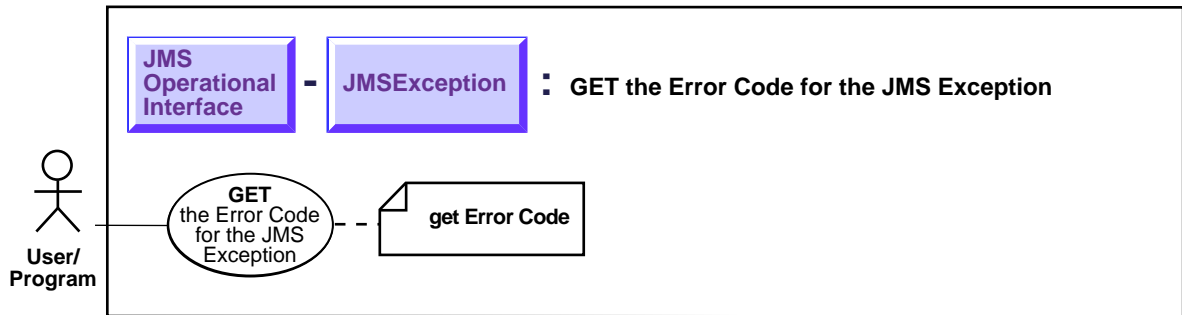 JMS
Operational
Interface
-
JMSException
: GET the Error Code for the JMS Exception
GET
the Error Code
for the JMS
Exception
get Error Code
User/
Program